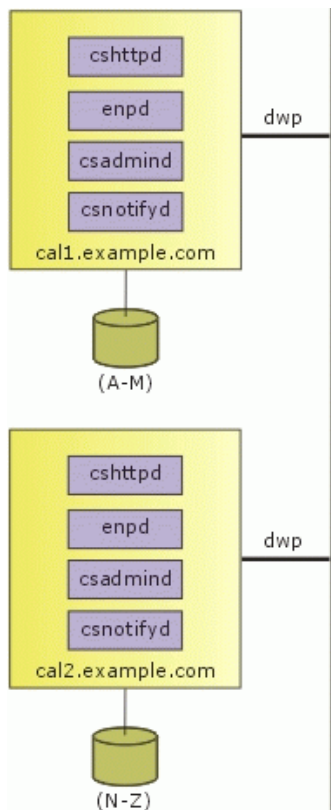 cshttpd
enpd
csadmind
csnotifyd
cal1.example.com
dwp
(A-M)
cshttpd
enpd
csadmind
csnotifyd
cal2.example.com
dwp
(N-Z)